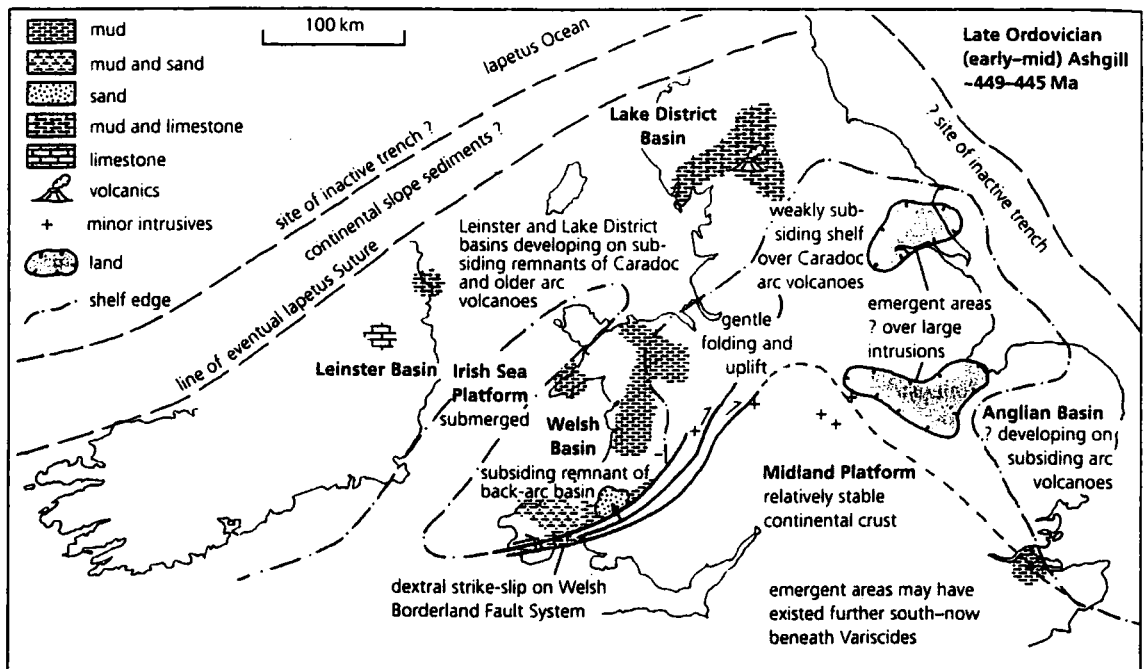 100 km
mud
mud and sand
sand
mud and limestone
limestone
volcanics
minor intrusives
land
shelf edge
Late Ordovician
(early–mid) Ashgill
~449–445 Ma
Iapetus Ocean
site of inactive trench ?
continental slope sediments ?
line of eventual Iapetus Suture
? site of inactive trench
Lake District
Basin
Leinster and Lake District
basins developing on sub-
siding remnants of Caradoc
and older arc
volcanoes
weakly sub-
siding shelf
over Caradoc
arc volcanoes
emergent areas
? over large
intrusions
gentle
folding and
uplift
Leinster Basin
Irish Sea
Platform
submerged
Welsh
Basin
subsiding remnant of
back-arc basin
Anglian Basin
? developing on
subsiding arc
volcanoes
Midland Platform
relatively stable
continental crust
dextral strike-slip on Welsh
Borderland Fault System
emergent areas may have
existed further south–now
beneath Variscides